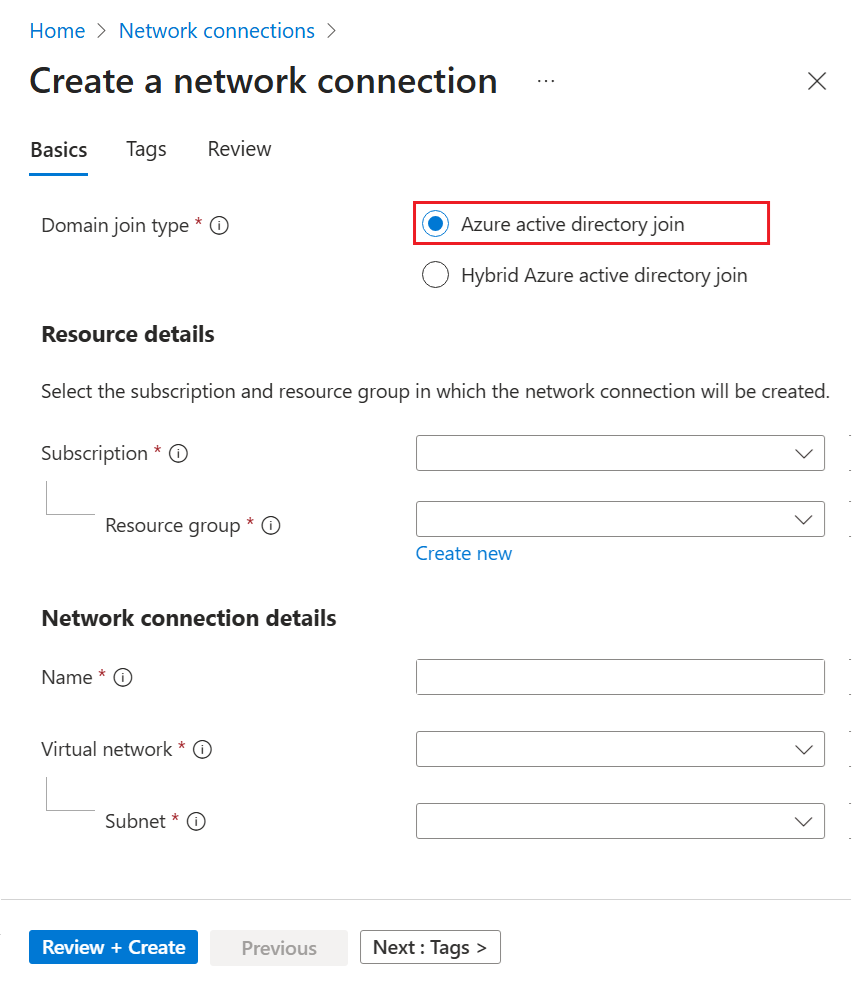 Home > Network connections >
Create a network connection ...
Basics Tags Review
Domain join type * Azure active directory join
Hybrid Azure active directory join
Resource details
Select the subscription and resource group in which the network connection will be created.
Subscription *
Resource group *
Create new
Network connection details
Name *
Virtual network *
Subnet *
Review + Create Previous Next : Tags >